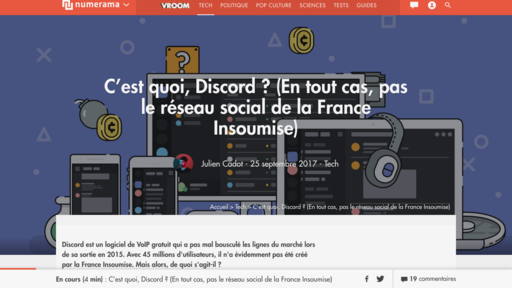 numerama
VROOM TECH POLITIQUE POP CULTURE SCIENCES TESTS GUIDES
C'est quoi, Discord ? (En tout cas, pas
le réseau social de la France
Insoumise)
Julien Cadot - 25 septembre 2017 - Tech
Accueil > Tech > C'est quoi, Discord ? (En tout cas, pas le réseau social de la France Insoumise)
Discord est un logiciel de VoIP gratuit qui a pas mal bousculé les lignes du marché lors
de sa sortie en 2015. Avec 45 millions d'utilisateurs, il n'a évidemment pas été créé
par la France Insoumise. Mais alors, de quoi s'agit-il ?
En cours (4 min) : C'est quoi, Discord ? (En tout cas, pas le réseau social de la France Insoumise)
19 commentaires